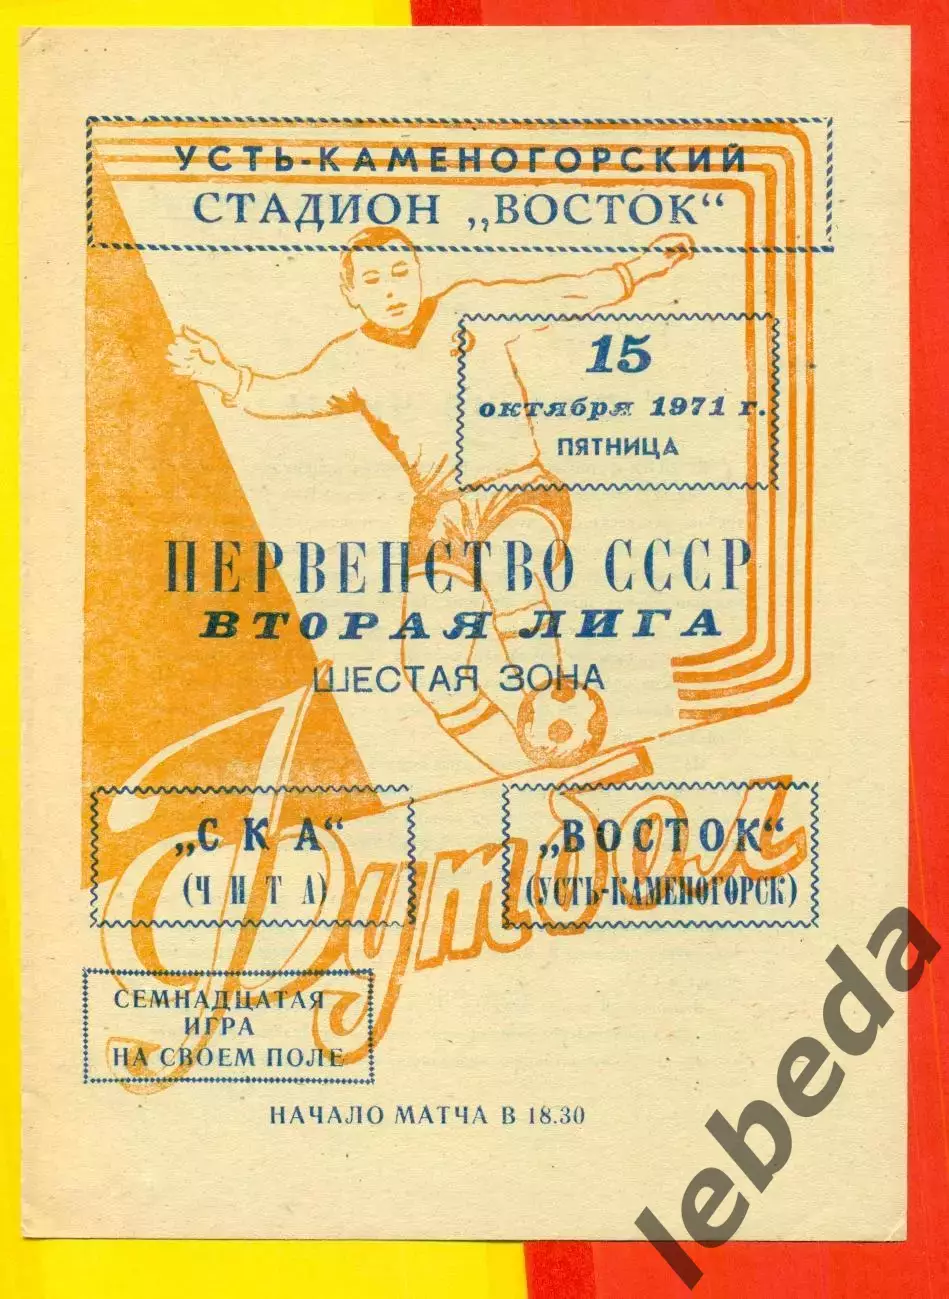 УСТЬ-КАМЕНОГОРСКИЙ
СТАДИОН „ВОСТОК“
15
октября 1971 г.
ПЯТНИЦА
ПЕРВЕНСТВО СССР
ВТОРАЯ ЛИГА
ШЕСТАЯ ЗОНА
„СКА“
(ЧИТА)
„ВОСТОК“
(УСТЬ-КАМЕНОГОРСК)
Футбол
СЕМНАДЦАТАЯ
ИГРА
НА СВОЕМ ПОЛЕ
НАЧАЛО МАТЧА В 18.30
lebeda